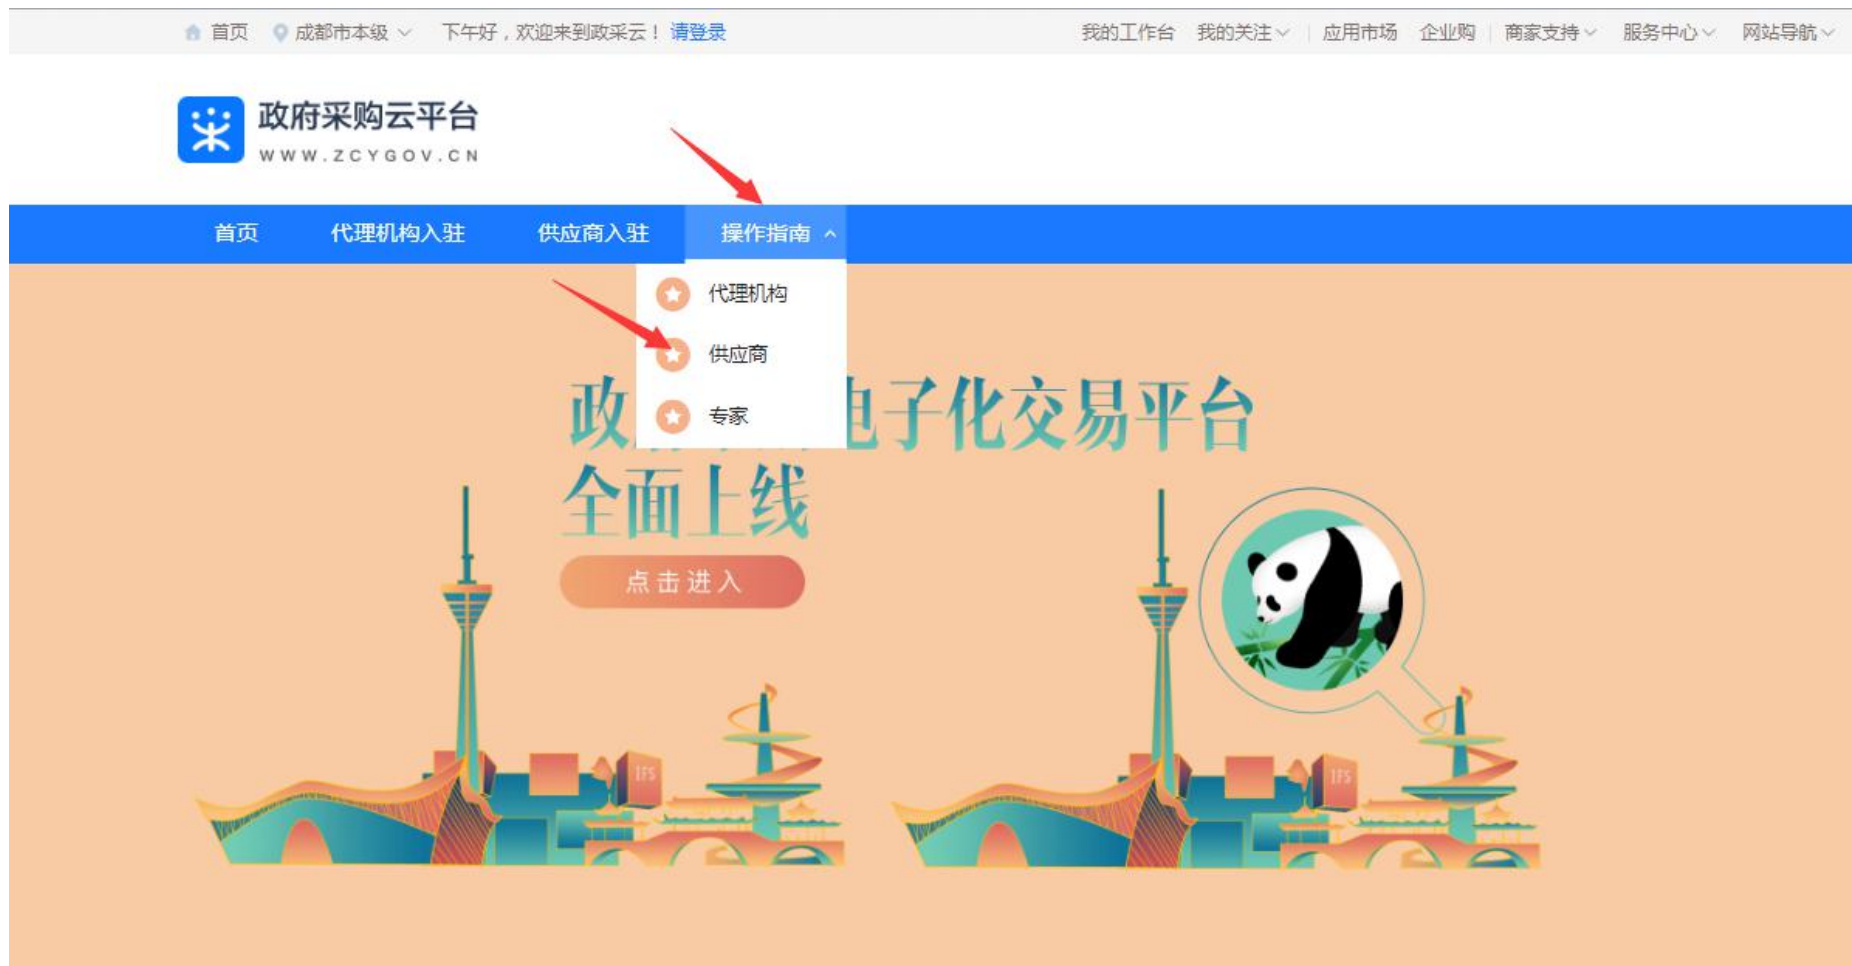 首页 成都市本级 下午好，欢迎来到政采云！请登录 我的工作台 我的关注 应用市场 企业购 商家支持 服务中心 网站导航
政府采购云平台
WWW.ZCYGOV.CN
首页 代理机构入驻 供应商入驻 操作指南
代理机构
供应商
专家
政 电子化交易平台
全面上线
点击进入
IFS
IFS